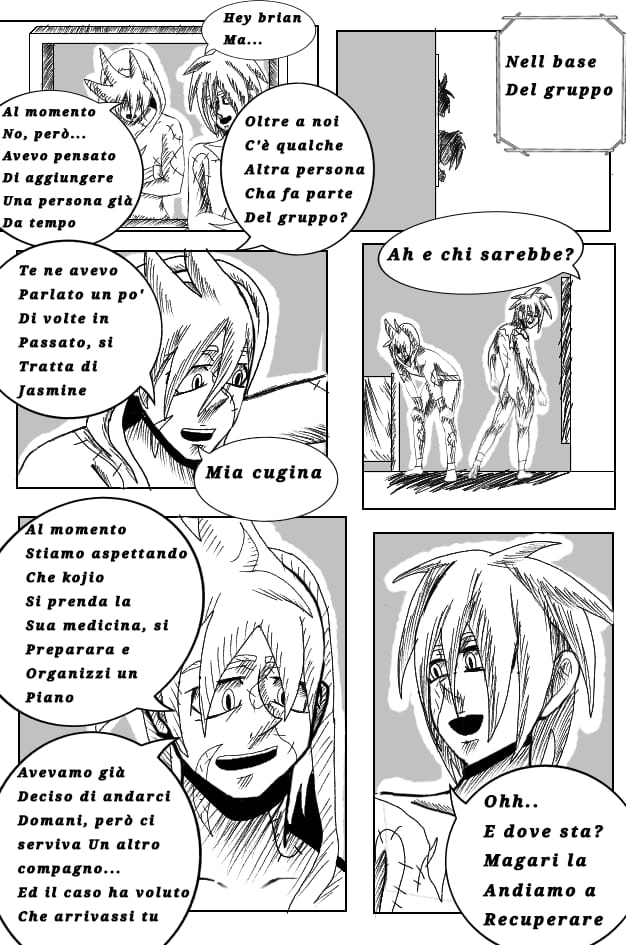 Hey brian
Ma...
Nell base
Del gruppo
Oltre a noi
C'è qualche
Altra persona
Cha fa parte
Del gruppo?
Al momento
No, però...
Avevo pensato
Di aggiungere
Una persona già
Da tempo
Te ne avevo
Parlato un po'
Di volte in
Passato, si
Tratta di
Jasmine
Mia cugina
Ah e chi sarebbe?
Al momento
Stiamo aspettando
Che kojio
Si prenda la
Sua medicina, si
Preparara e
Organizzi un
Piano
Avevamo già
Deciso di andarci
Domani, però ci
serviva Un altro
compagno...
Ed il caso ha voluto
Che arrivassi tu
Ohh..
E dove sta?
Magari la
Andiamo a
Recuperare